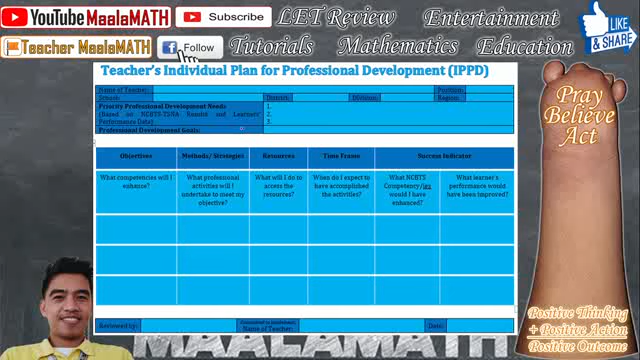 YouTube MaalaMATH
Subscribe
LET Review
Entertainment
LIKE
& SHARE
Teacher MaalaMATH
Follow
Tutorials
Mathematics
Education
Teacher's Individual Plan for Professional Development (IPPD)
Name of Teacher:
Position:
School:
District:
Division:
Region:
Priority Professional Development Needs
(Based on NCBTS-TSNA Results and Learners'
Performance Data)
1.
2.
3.
Professional Development Goals:
Objectives
Methods/ Strategies
Resources
Time Frame
Success Indicator
What competencies will I
enhance?
What professional
activities will I
undertake to meet my
objective?
What will I do to
access the
resources?
When do I expect to
have accomplished
the activities?
What NCBTS
Competency/ies
would I have
enhanced?
What learner's
performance would
have been improved?
Reviewed by:
Name of Teacher:
Date:
Pray
Believe
Act
Positive Thinking
+ Positive Action
Positive Outcome
MAALAMATH